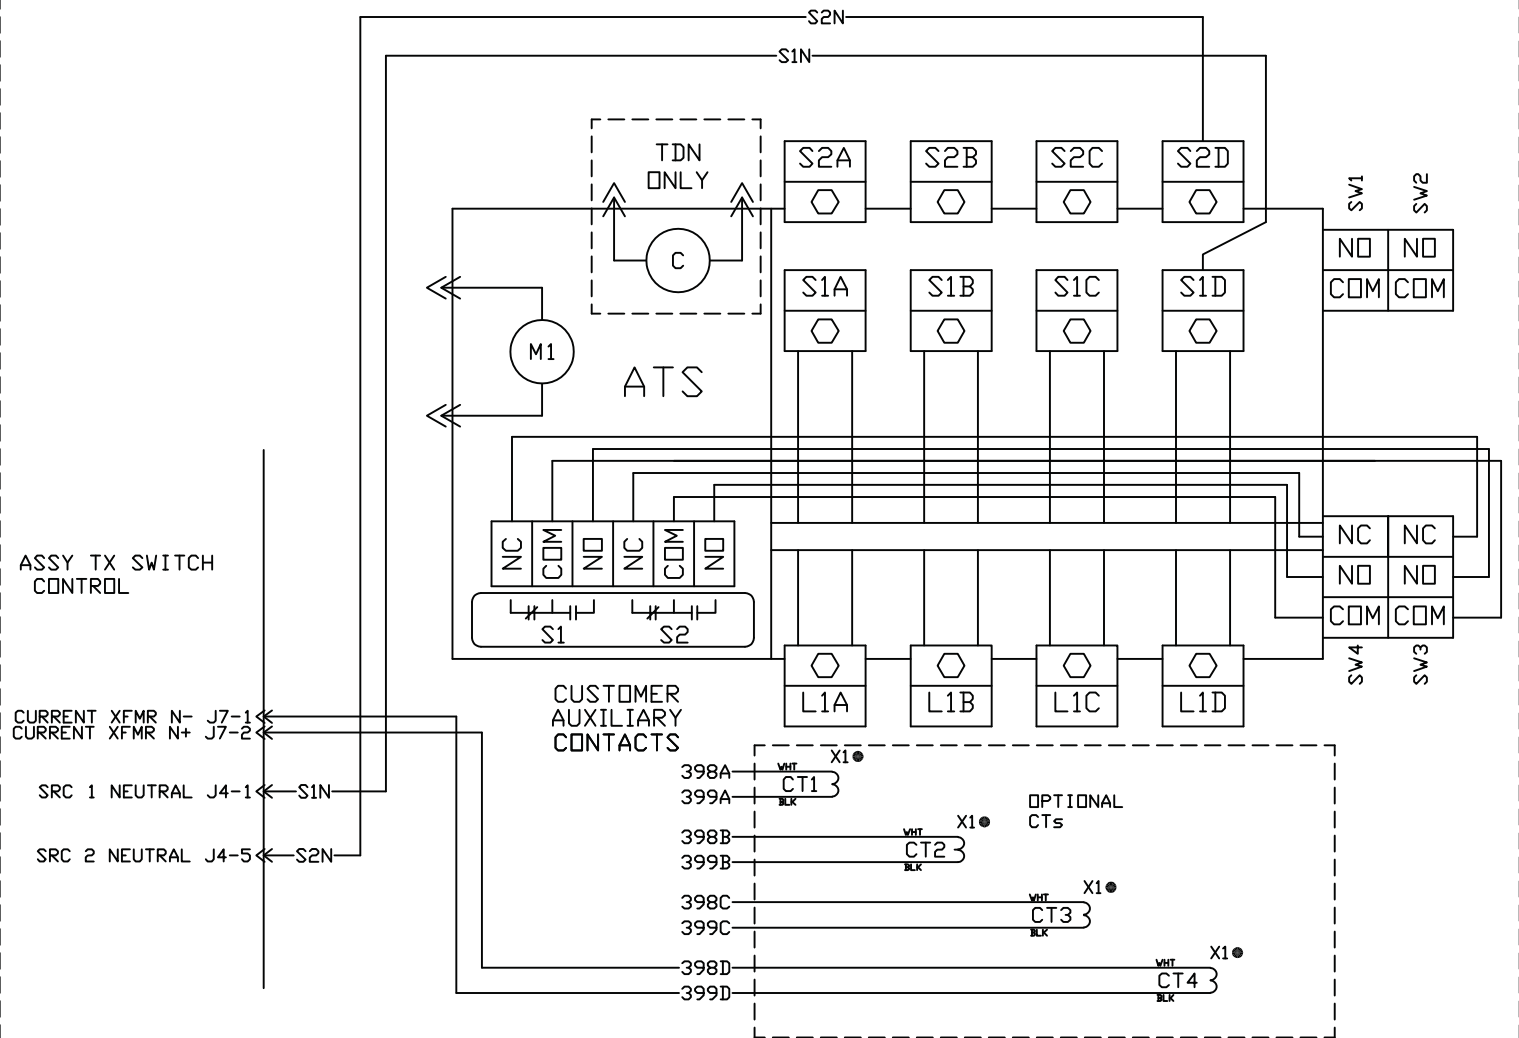 S2N
S1N
TDN
ONLY
S2A S2B S2C S2D
SW1 SW2
C
NO NO
COM COM
S1A S1B S1C S1D
M1
ATS
NC COM NO NC COM NO
NC NC
NO NO
COM COM
ASSY TX SWITCH
CONTROL
S1 S2
SW4 SW3
L1A L1B L1C L1D
CUSTOMER
AUXILIARY
CONTACTS
CURRENT XFMR N- J7-1
CURRENT XFMR N+ J7-2
SRC 1 NEUTRAL J4-1 S1N
SRC 2 NEUTRAL J4-5 S2N
X1
398A WHT
CT1
399A BLK
OPTIONAL
CTs
X1
398B WHT
CT2
399B BLK
X1
398C WHT
CT3
399C BLK
X1
398D WHT
CT4
399D BLK